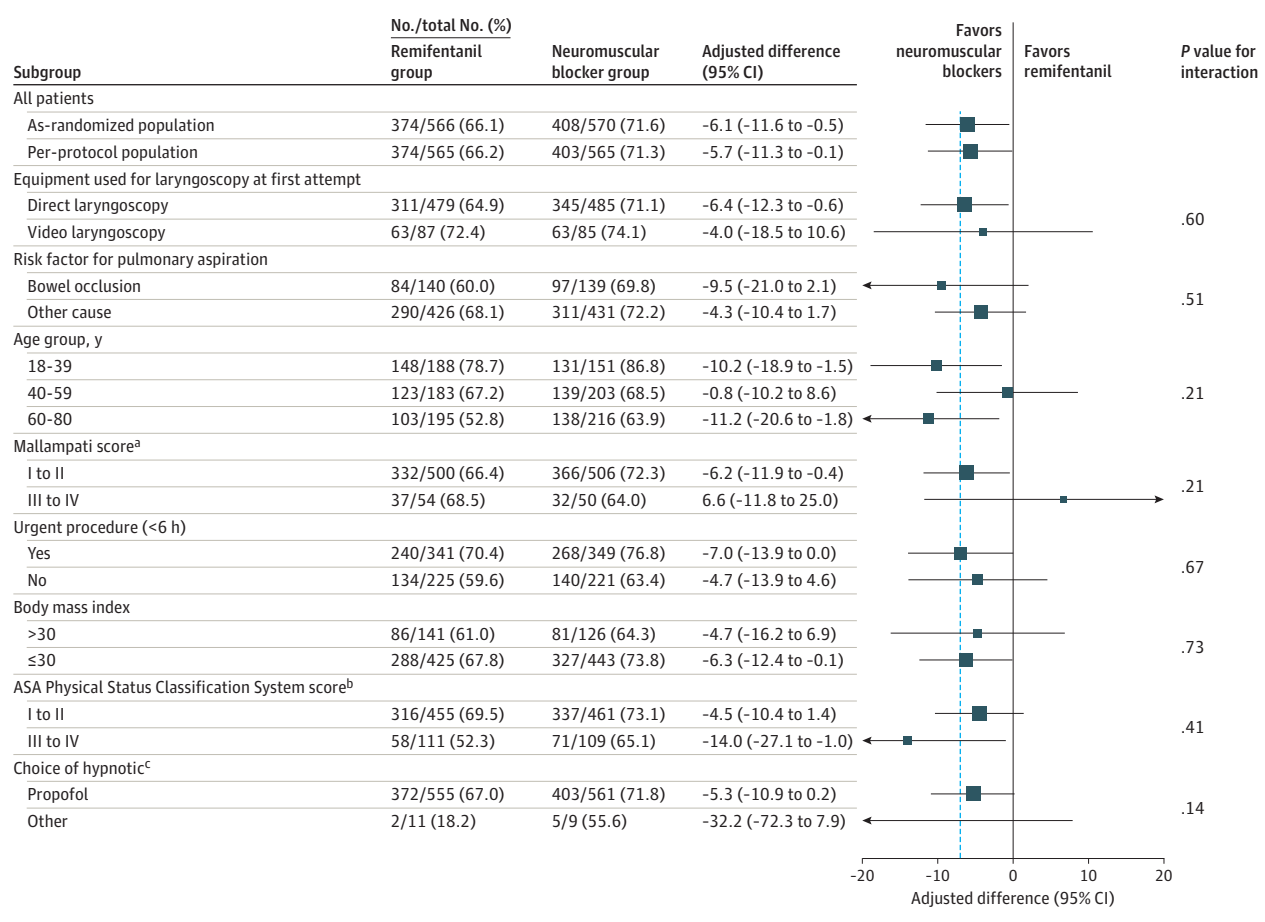 No./total No. (%)
Subgroup Remifentanil group Neuromuscular blocker group Adjusted difference (95% CI) Favors neuromuscular blockers Favors remifentanil P value for interaction
All patients
As-randomized population 374/566 (66.1) 408/570 (71.6) -6.1 (-11.6 to -0.5)
Per-protocol population 374/565 (66.2) 403/565 (71.3) -5.7 (-11.3 to -0.1)
Equipment used for laryngoscopy at first attempt
Direct laryngoscopy 311/479 (64.9) 345/485 (71.1) -6.4 (-12.3 to -0.6)
.60
Video laryngoscopy 63/87 (72.4) 63/85 (74.1) -4.0 (-18.5 to 10.6)
Risk factor for pulmonary aspiration
Bowel occlusion 84/140 (60.0) 97/139 (69.8) -9.5 (-21.0 to 2.1)
.51
Other cause 290/426 (68.1) 311/431 (72.2) -4.3 (-10.4 to 1.7)
Age group, y
18-39 148/188 (78.7) 131/151 (86.8) -10.2 (-18.9 to -1.5)
40-59 123/183 (67.2) 139/203 (68.5) -0.8 (-10.2 to 8.6) .21
60-80 103/195 (52.8) 138/216 (63.9) -11.2 (-20.6 to -1.8)
Mallampati scoreª
I to II 332/500 (66.4) 366/506 (72.3) -6.2 (-11.9 to -0.4)
.21
III to IV 37/54 (68.5) 32/50 (64.0) 6.6 (-11.8 to 25.0)
Urgent procedure (<6 h)
Yes 240/341 (70.4) 268/349 (76.8) -7.0 (-13.9 to 0.0)
.67
No 134/225 (59.6) 140/221 (63.4) -4.7 (-13.9 to 4.6)
Body mass index
>30 86/141 (61.0) 81/126 (64.3) -4.7 (-16.2 to 6.9)
.73
≤30 288/425 (67.8) 327/443 (73.8) -6.3 (-12.4 to -0.1)
ASA Physical Status Classification System scoreᵇ
I to II 316/455 (69.5) 337/461 (73.1) -4.5 (-10.4 to 1.4)
.41
III to IV 58/111 (52.3) 71/109 (65.1) -14.0 (-27.1 to -1.0)
Choice of hypnoticᶜ
Propofol 372/555 (67.0) 403/561 (71.8) -5.3 (-10.9 to 0.2)
.14
Other 2/11 (18.2) 5/9 (55.6) -32.2 (-72.3 to 7.9)
-20 -10 0 10 20
Adjusted difference (95% CI)